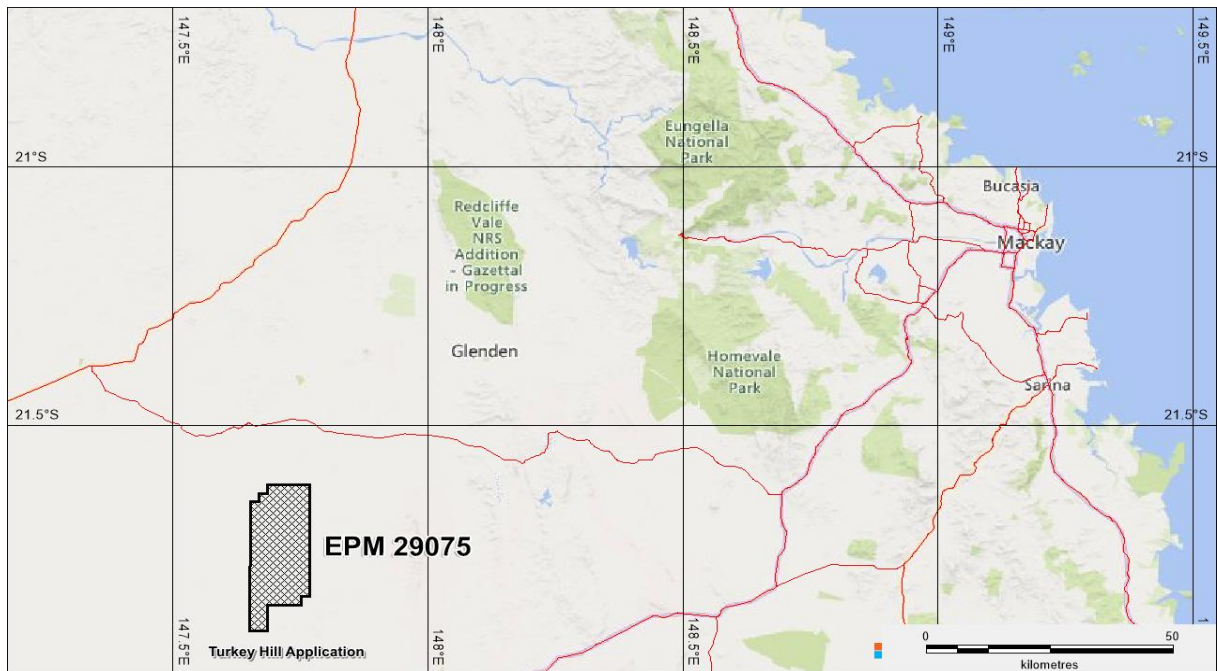 147.5°E
148°E
148.5°E
149°E
149.5°E
Eungella
National
Park
21°S
21°S
Bucasia
Redcliffe
Vale
NRS
Addition
- Gazettal
in Progress
Mackay
Glenden
Homevale
National
Park
Sarina
21.5°S
21.5°S
EPM 29075
147.5°E
148°E
148.5°E
1
Turkey Hill Application
0
50
kilometres